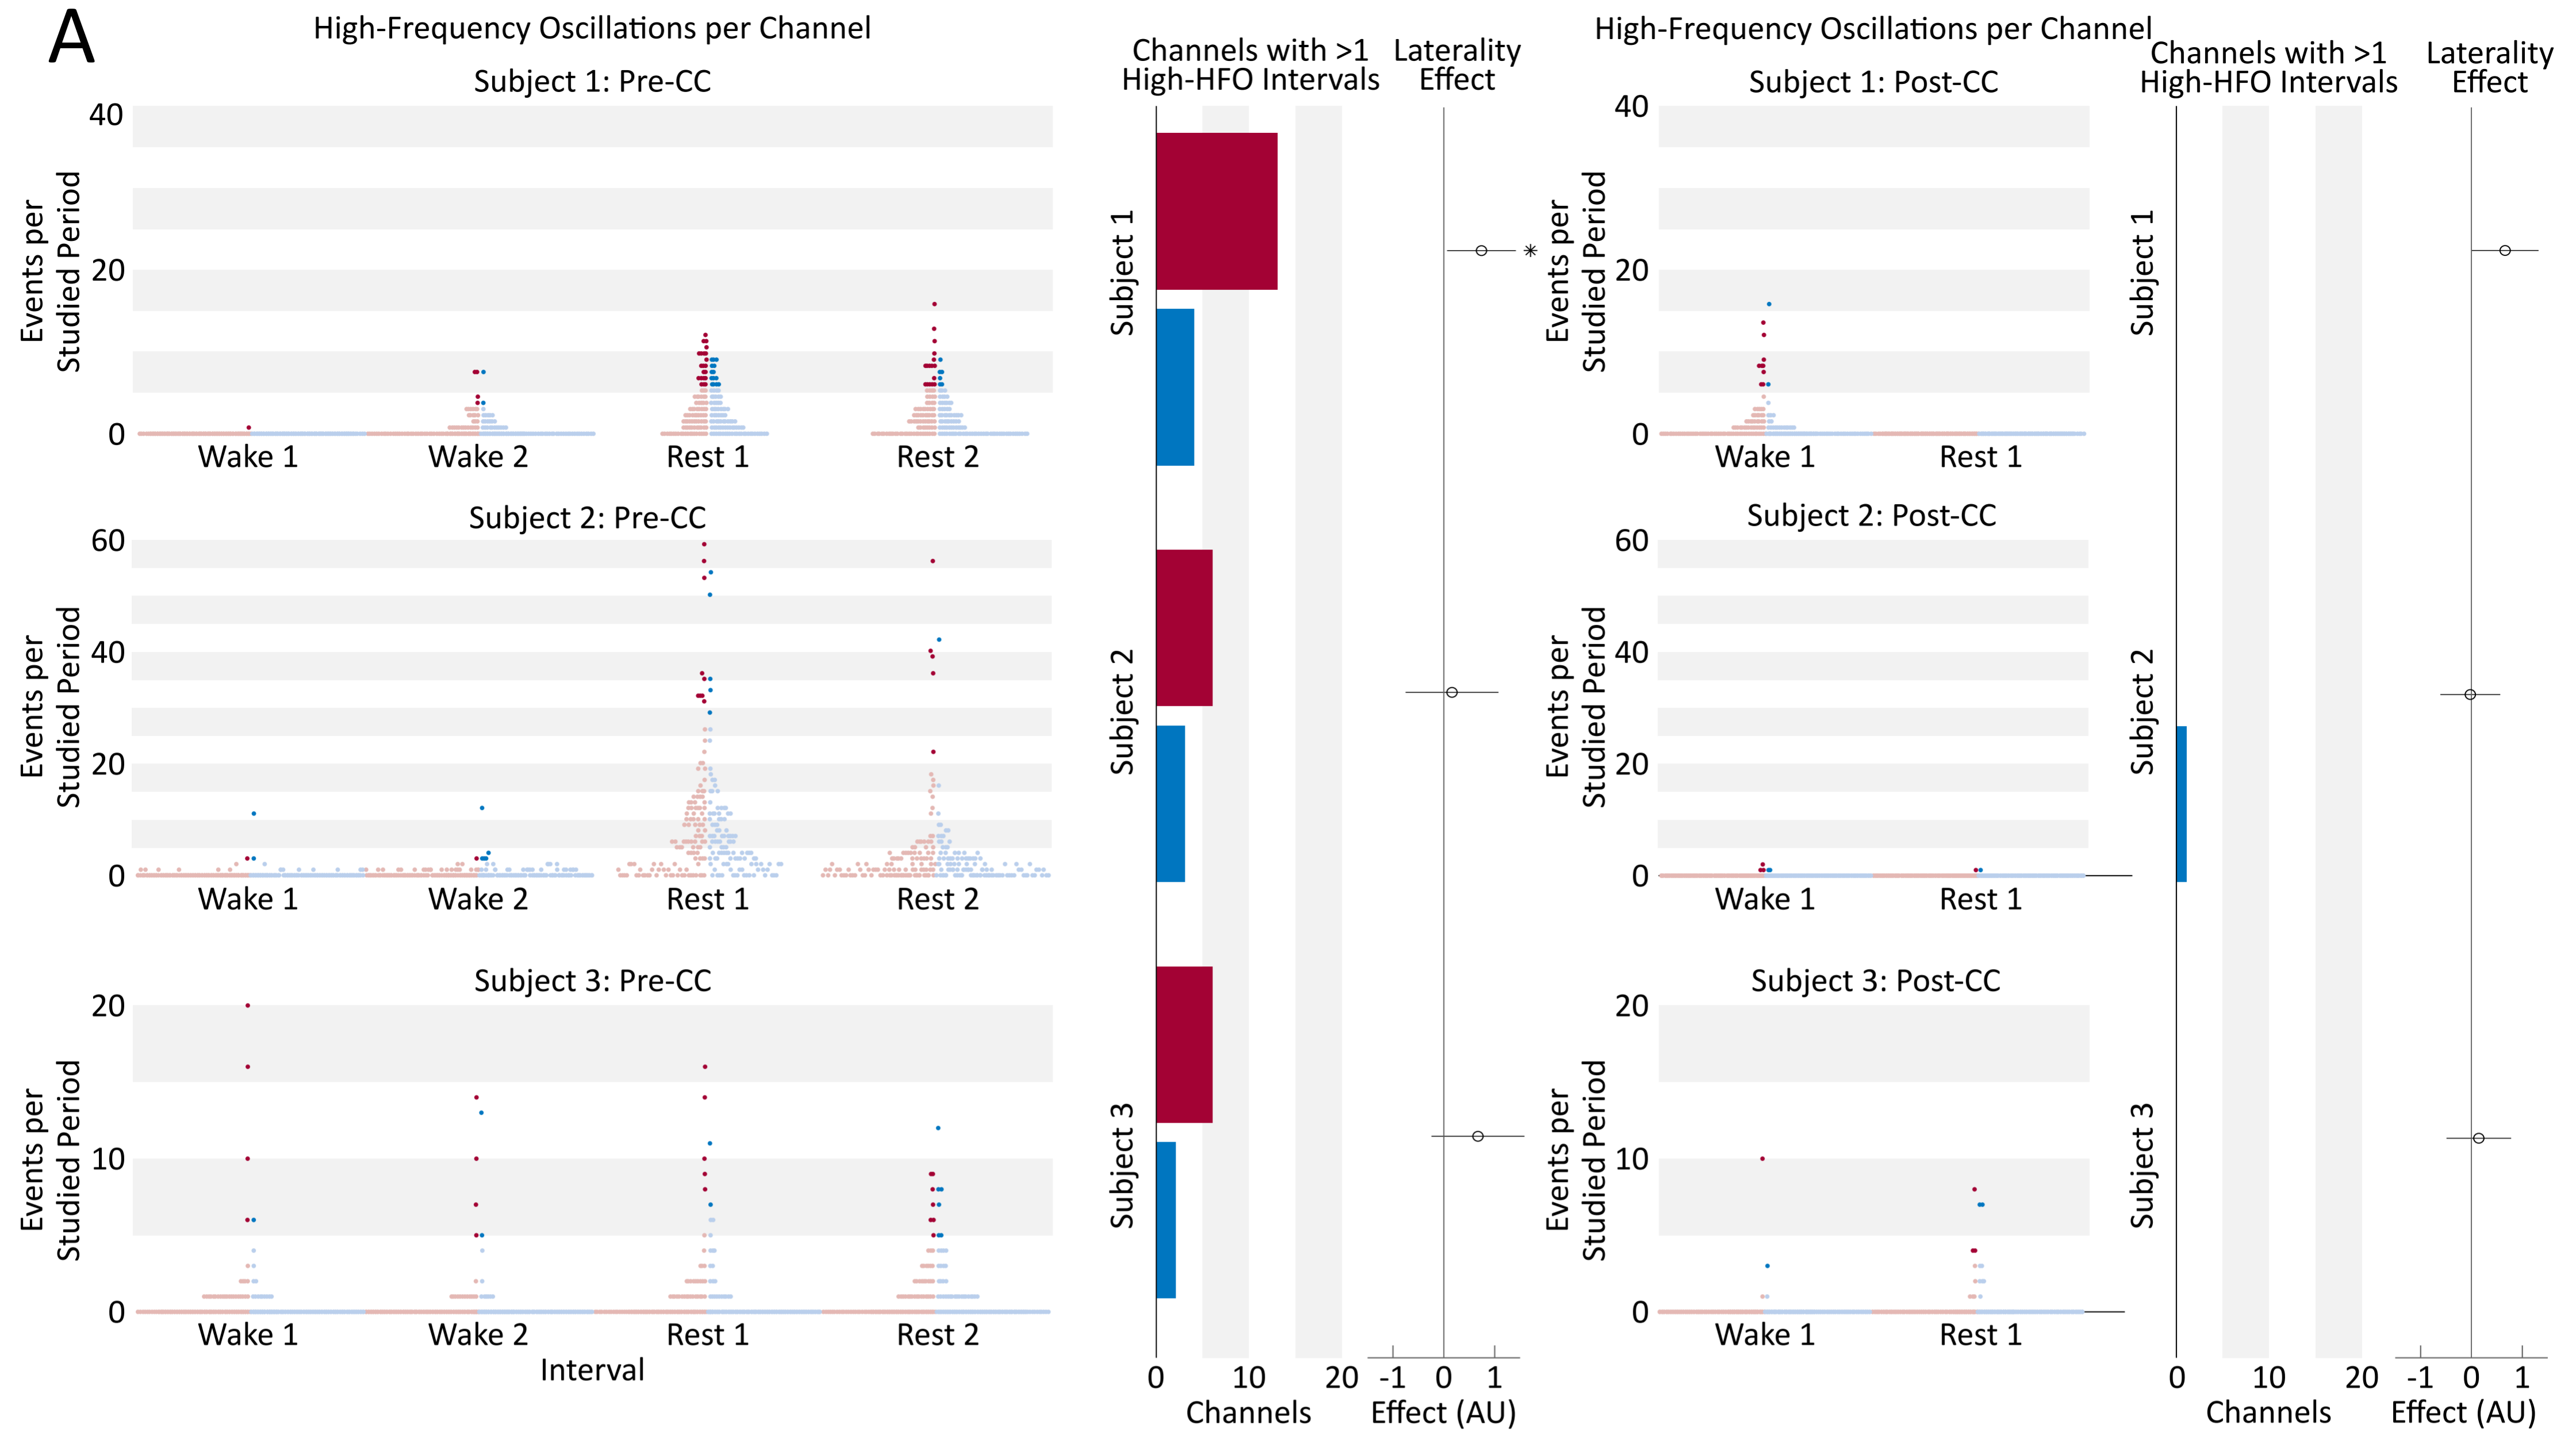 A
High-Frequency Oscillations per Channel
Subject 1: Pre-CC
40
20
0
Events per
Studied Period
Wake 1
Wake 2
Rest 1
Rest 2
Subject 2: Pre-CC
60
40
20
0
Events per
Studied Period
Wake 1
Wake 2
Rest 1
Rest 2
Subject 3: Pre-CC
20
10
0
Events per
Studied Period
Wake 1
Wake 2
Rest 1
Rest 2
Interval
Channels with >1
High-HFO Intervals
Subject 1
Subject 2
Subject 3
0 10 20
Channels
Laterality
Effect
*
-1 0 1
Effect (AU)
High-Frequency Oscillations per Channel
Subject 1: Post-CC
40
20
0
Events per
Studied Period
Wake 1
Rest 1
Subject 2: Post-CC
60
40
20
0
Events per
Studied Period
Wake 1
Rest 1
Subject 3: Post-CC
20
10
0
Events per
Studied Period
Wake 1
Rest 1
Channels with >1
High-HFO Intervals
Subject 1
Subject 2
Subject 3
0 10 20
Channels
Laterality
Effect
-1 0 1
Effect (AU)